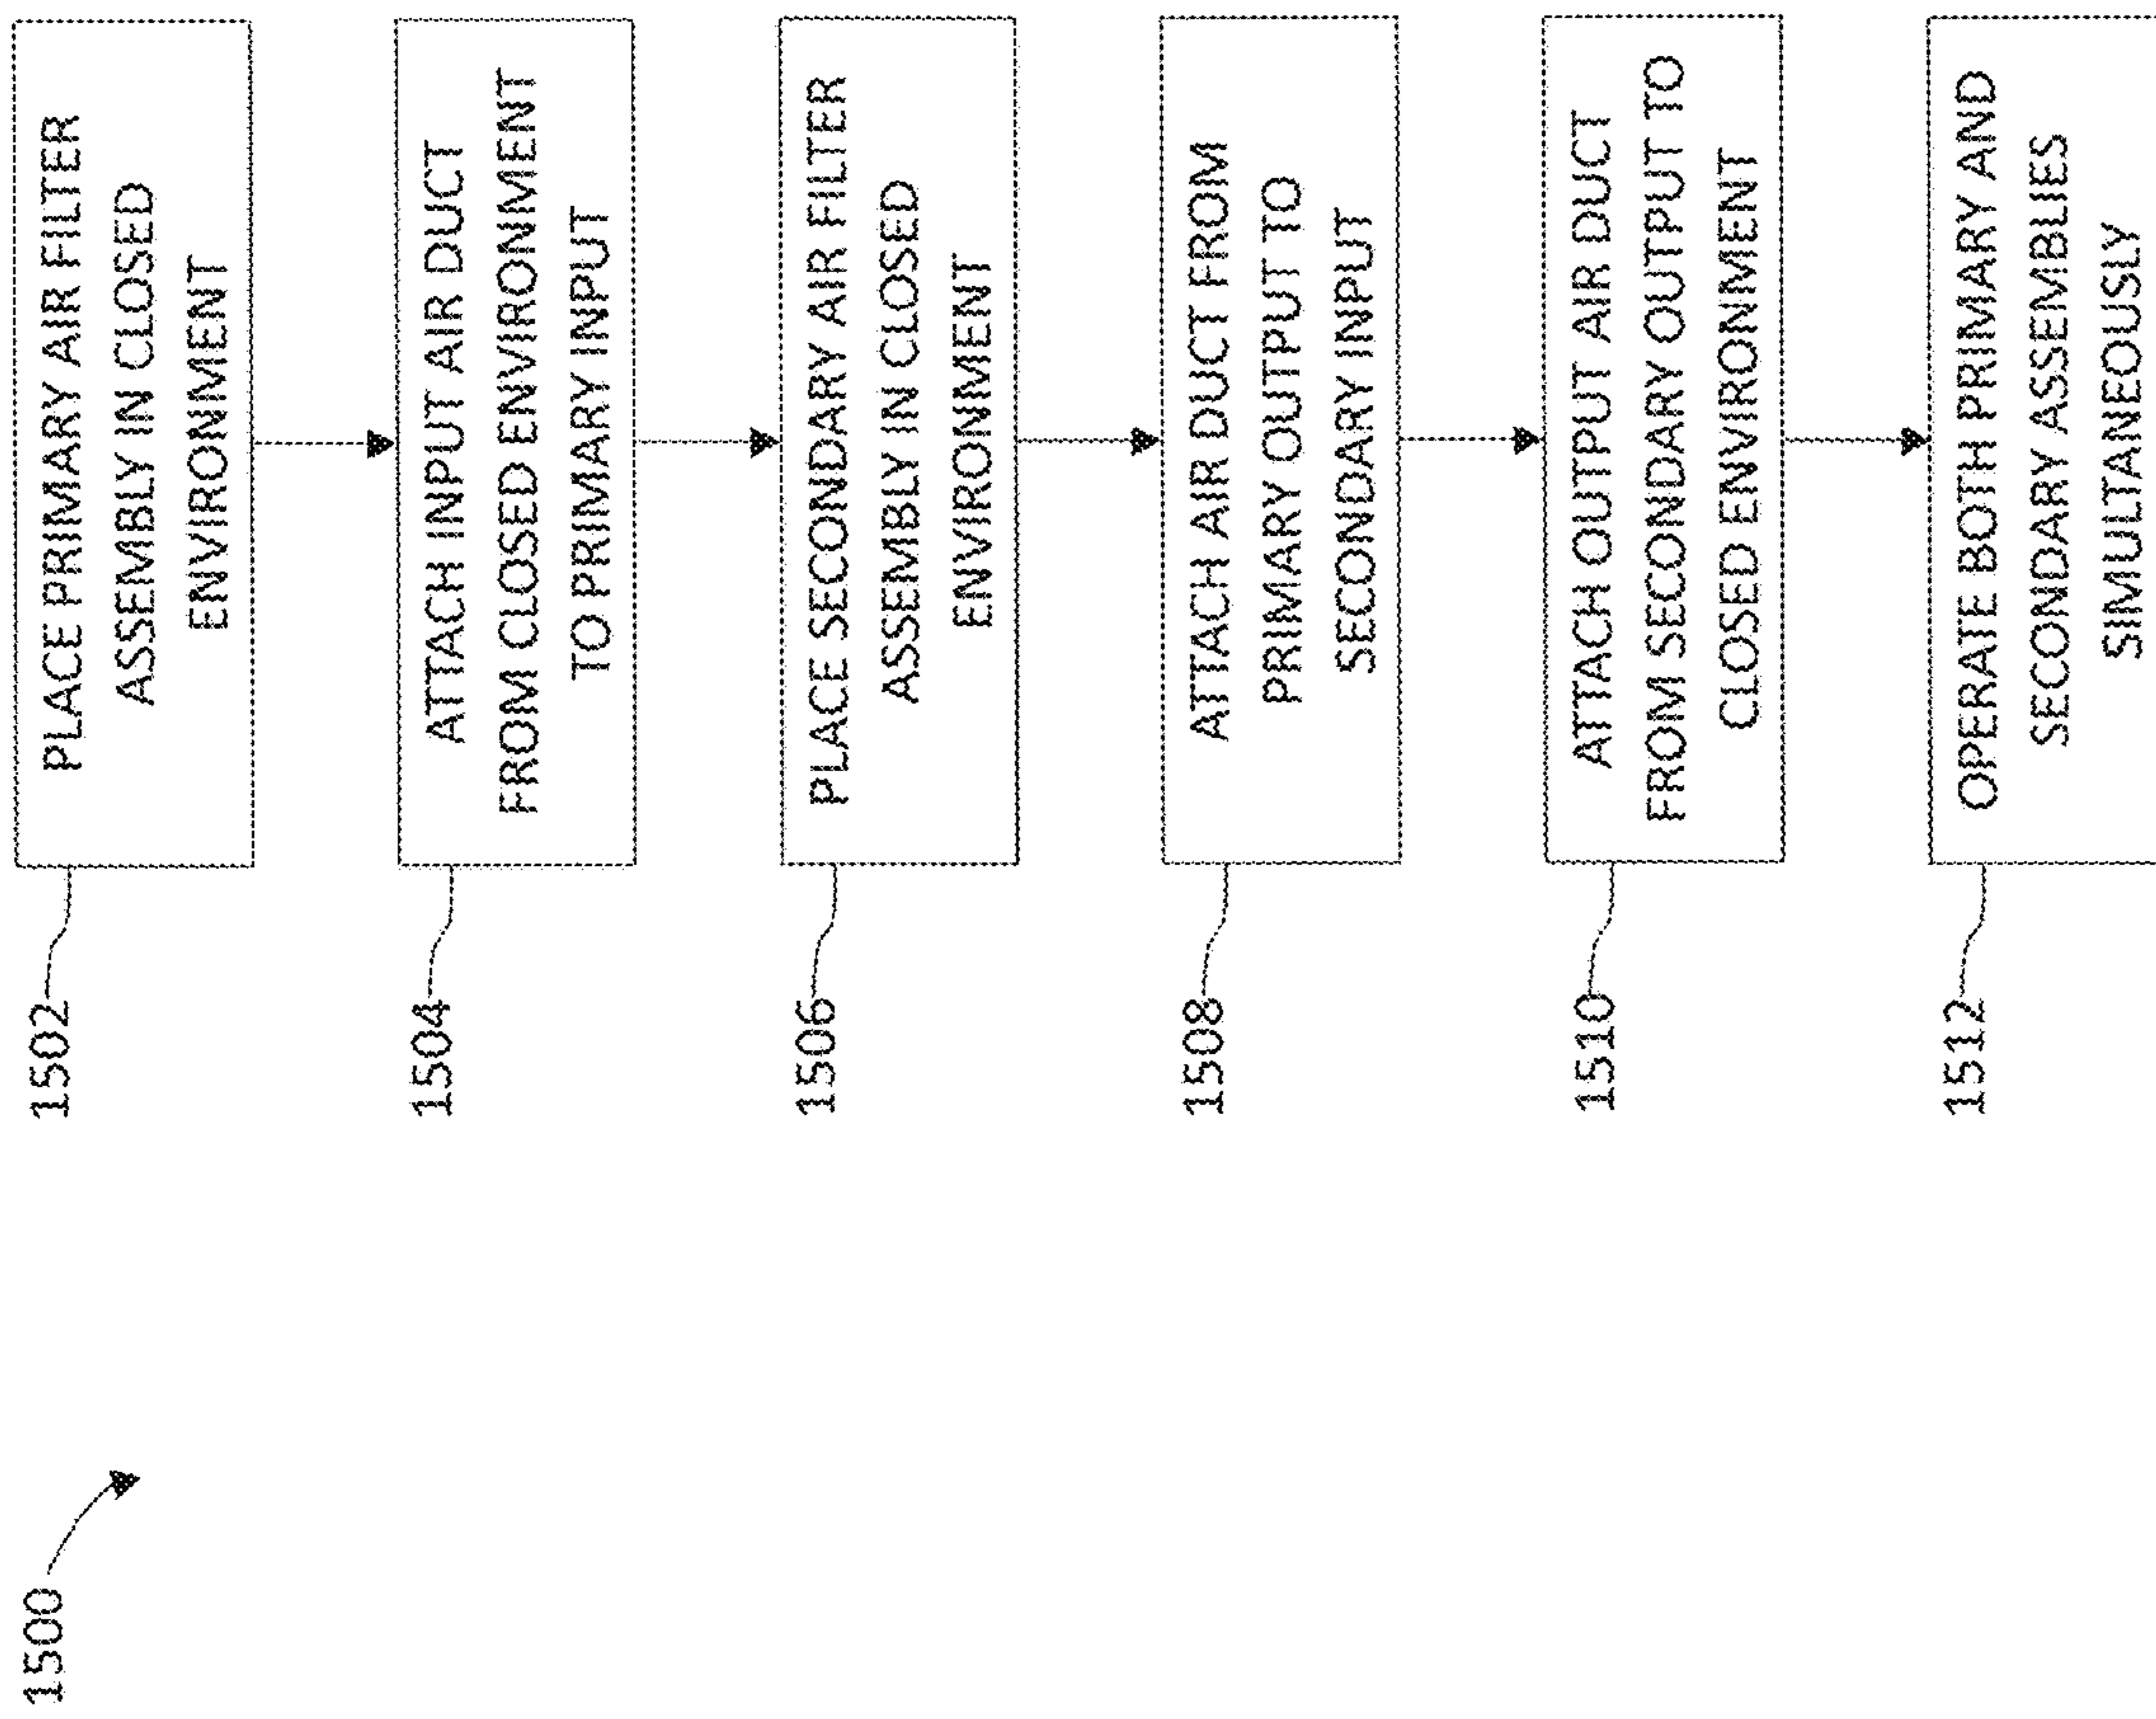 1500
1502
PLACE PRIMARY AIR FILTER
ASSEMBLY IN CLOSED
ENVIRONMENT
1504
ATTACH INPUT AIR DUCT
FROM CLOSED ENVIRONMENT
TO PRIMARY INPUT
1506
PLACE SECONDARY AIR FILTER
ASSEMBLY IN CLOSED
ENVIRONMENT
1508
ATTACH AIR DUCT FROM
PRIMARY OUTPUT TO
SECONDARY INPUT
1510
ATTACH OUTPUT AIR DUCT
FROM SECONDARY OUTPUT TO
CLOSED ENVIRONMENT
1512
OPERATE BOTH PRIMARY AND
SECONDARY ASSEMBLIES
SIMULTANEOUSLY